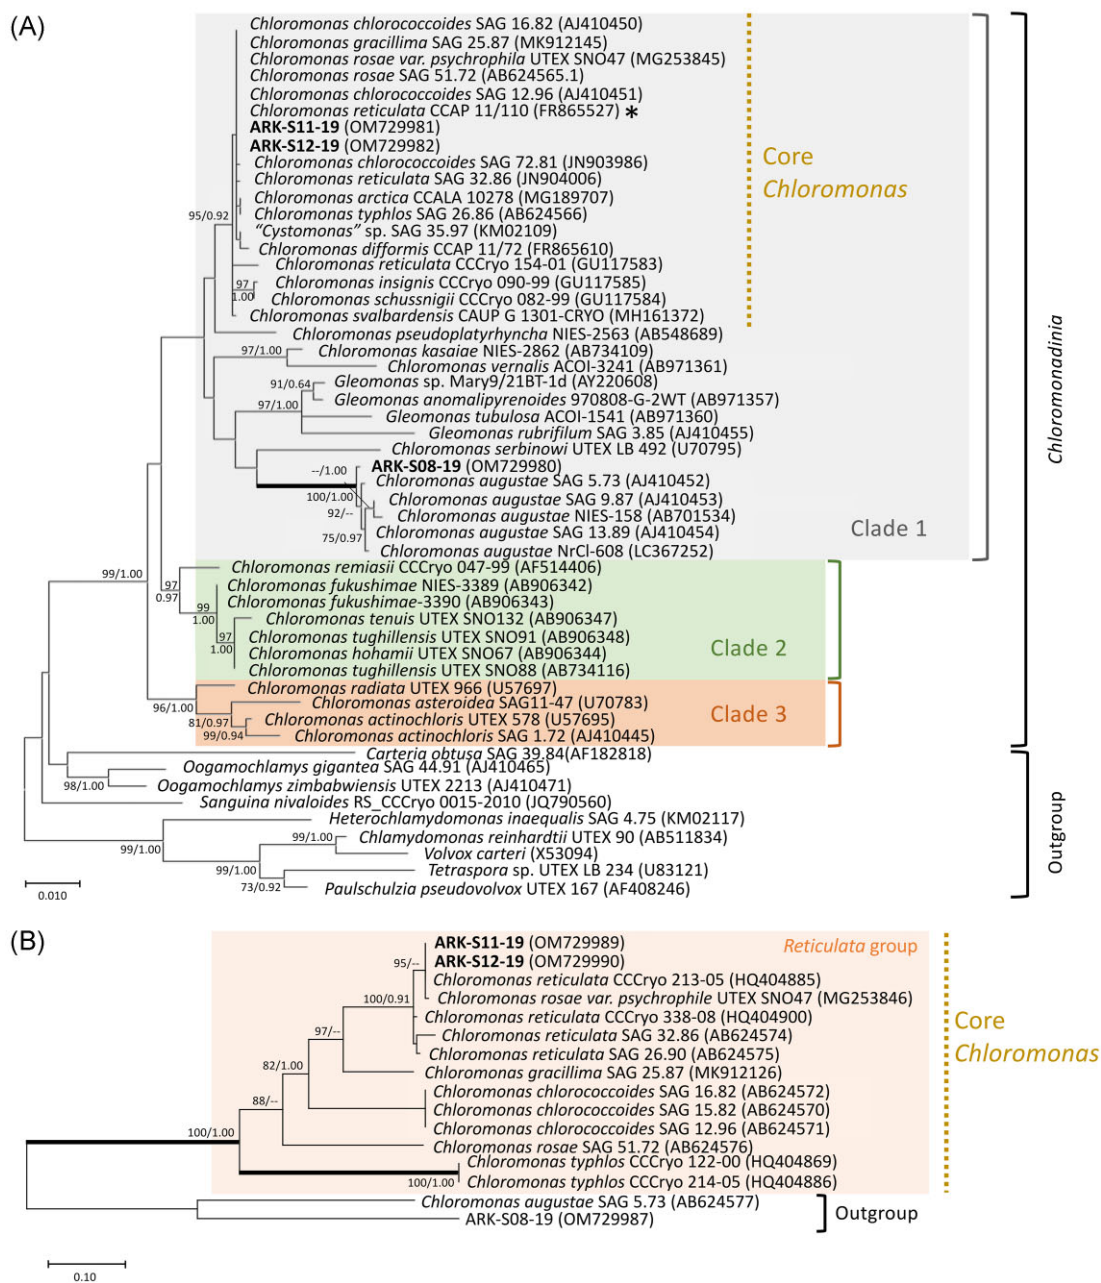 (A)
Chloromonas chlorococcoides SAG 16.82 (AJ410450)
Chloromonas gracillima SAG 25.87 (MK912145)
Chloromonas rosae var. psychrophila UTEX SNO47 (MG253845)
Chloromonas rosae SAG 51.72 (AB624565.1)
Chloromonas chlorococcoides SAG 12.96 (AJ410451)
Chloromonas reticulata CCAP 11/110 (FR865527) *
ARK-S11-19 (OM729981)
ARK-S12-19 (OM729982)
Chloromonas chlorococcoides SAG 72.81 (JN903986)
Chloromonas reticulata SAG 32.86 (JN904006)
Chloromonas arctica CCALA 10278 (MG189707)
Chloromonas typhlos SAG 26.86 (AB624566)
"Cystomonas" sp. SAG 35.97 (KM02109)
Chloromonas difformis CCAP 11/72 (FR865610)
Chloromonas reticulata CCCryo 154-01 (GU117583)
Chloromonas insignis CCCryo 090-99 (GU117585)
Chloromonas schussnigii CCCryo 082-99 (GU117584)
Chloromonas svalbardensis CAUP G 1301-CRYO (MH161372)
Chloromonas pseudoplatyrhyncha NIES-2563 (AB548689)
Chloromonas kasaiae NIES-2862 (AB734109)
Chloromonas vernalis ACOI-3241 (AB971361)
Gleomonas sp. Mary9/21BT-1d (AY220608)
Gleomonas anomalipyrenoides 970808-G-2WT (AB971357)
Gleomonas tubulosa ACOI-1541 (AB971360)
Gleomonas rubrifilum SAG 3.85 (AJ410455)
Chloromonas serbinowi UTEX LB 492 (U70795)
ARK-S08-19 (OM729980)
Chloromonas augustae SAG 5.73 (AJ410452)
Chloromonas augustae SAG 9.87 (AJ410453)
Chloromonas augustae NIES-158 (AB701534)
Chloromonas augustae SAG 13.89 (AJ410454)
Chloromonas augustae NrCl-608 (LC367252)
Chloromonas remiasii CCCryo 047-99 (AF514406)
Chloromonas fukushimae NIES-3389 (AB906342)
Chloromonas fukushimae-3390 (AB906343)
Chloromonas tenuis UTEX SNO132 (AB906347)
Chloromonas tughillensis UTEX SNO91 (AB906348)
Chloromonas hohamii UTEX SNO67 (AB906344)
Chloromonas tughillensis UTEX SNO88 (AB734116)
Chloromonas radiata UTEX 966 (U57697)
Chloromonas asteroidea SAG11-47 (U70783)
Chloromonas actinochloris UTEX 578 (U57695)
Chloromonas actinochloris SAG 1.72 (AJ410445)
Carteria obtusa SAG 39.84(AF182818)
Oogamochlamys gigantea SAG 44.91 (AJ410465)
Oogamochlamys zimbabwiensis UTEX 2213 (AJ410471)
Sanguina nivaloides RS_CCCryo 0015-2010 (JQ790560)
Heterochlamydomonas inaequalis SAG 4.75 (KM02117)
Chlamydomonas reinhardtii UTEX 90 (AB511834)
Volvox carteri (X53094)
Tetraspora sp. UTEX LB 234 (U83121)
Paulschulzia pseudovolvox UTEX 167 (AF408246)
95/0.92
97
1.00
97/1.00
91/0.64
97/1.00
--/1.00
100/1.00
92/--
75/0.97
99/1.00
97
0.97
99
1.00
97
1.00
96/1.00
81/0.97
99/0.94
98/1.00
99/1.00
99/1.00
99/1.00
73/0.92
0.010
Core
Chloromonas
Clade 1
Clade 2
Clade 3
Chloromonadinia
Outgroup
(B)
ARK-S11-19 (OM729989)
ARK-S12-19 (OM729990)
Chloromonas reticulata CCCryo 213-05 (HQ404885)
Chloromonas rosae var. psychrophile UTEX SNO47 (MG253846)
Chloromonas reticulata CCCryo 338-08 (HQ404900)
Chloromonas reticulata SAG 32.86 (AB624574)
Chloromonas reticulata SAG 26.90 (AB624575)
Chloromonas gracillima SAG 25.87 (MK912126)
Chloromonas chlorococcoides SAG 16.82 (AB624572)
Chloromonas chlorococcoides SAG 15.82 (AB624570)
Chloromonas chlorococcoides SAG 12.96 (AB624571)
Chloromonas rosae SAG 51.72 (AB624576)
Chloromonas typhlos CCCryo 122-00 (HQ404869)
Chloromonas typhlos CCCryo 214-05 (HQ404886)
Chloromonas augustae SAG 5.73 (AB624577)
ARK-S08-19 (OM729987)
95/--
100/0.91
97/--
82/1.00
88/--
100/1.00
100/1.00
0.10
Reticulata group
Core
Chloromonas
Outgroup